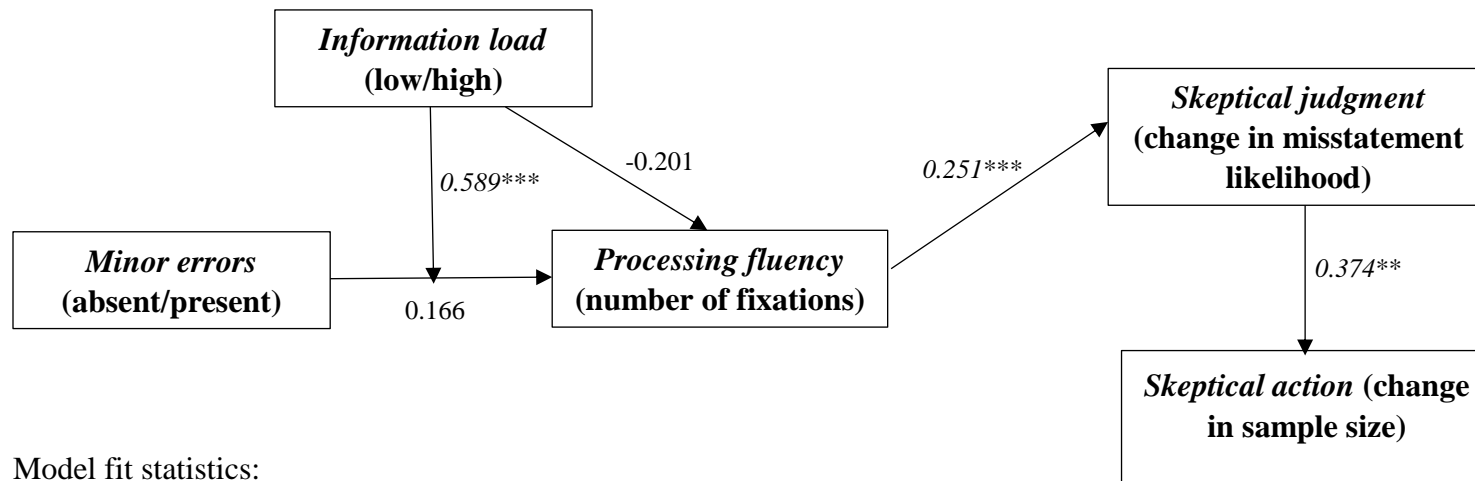 Information load
(low/high)
Skeptical judgment
(change in misstatement
likelihood)
-0.201
0.251***
0.589***
Minor errors
(absent/present)
Processing fluency
(number of fixations)
0.374**
0.166
Skeptical action (change
in sample size)
Model fit statistics: